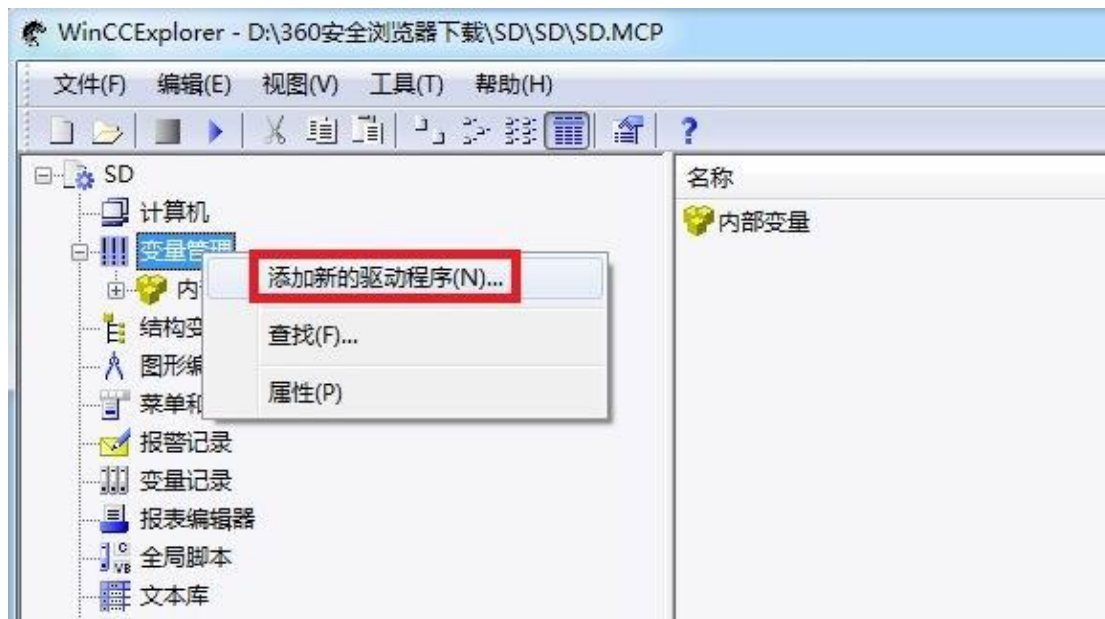 WinCCExplorer - D:\360安全浏览器下载\SD\SD\SD.MCP
文件(F) 编辑(E) 视图(V) 工具(T) 帮助(H)
SD
名称
计算机
内部变量
变量管理
添加新的驱动程序(N)...
内
结构变
查找(F)...
图形编
属性(P)
菜单和
报警记录
变量记录
报表编辑器
全局脚本
文本库